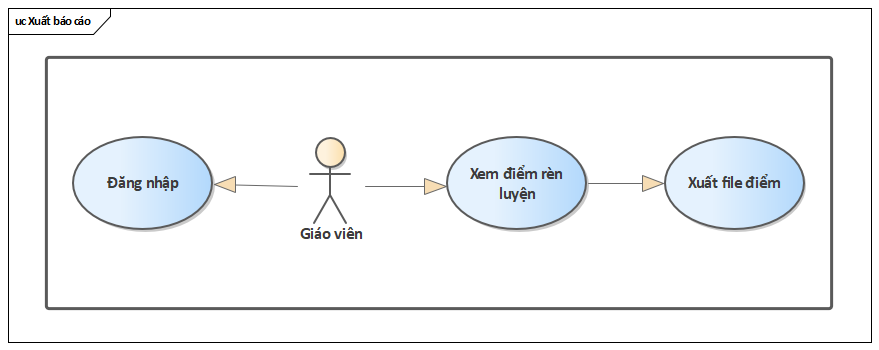 uc Xuất báo cáo
Đăng nhập
Giáo viên
Xem điểm rèn
luyện
Xuất file điểm